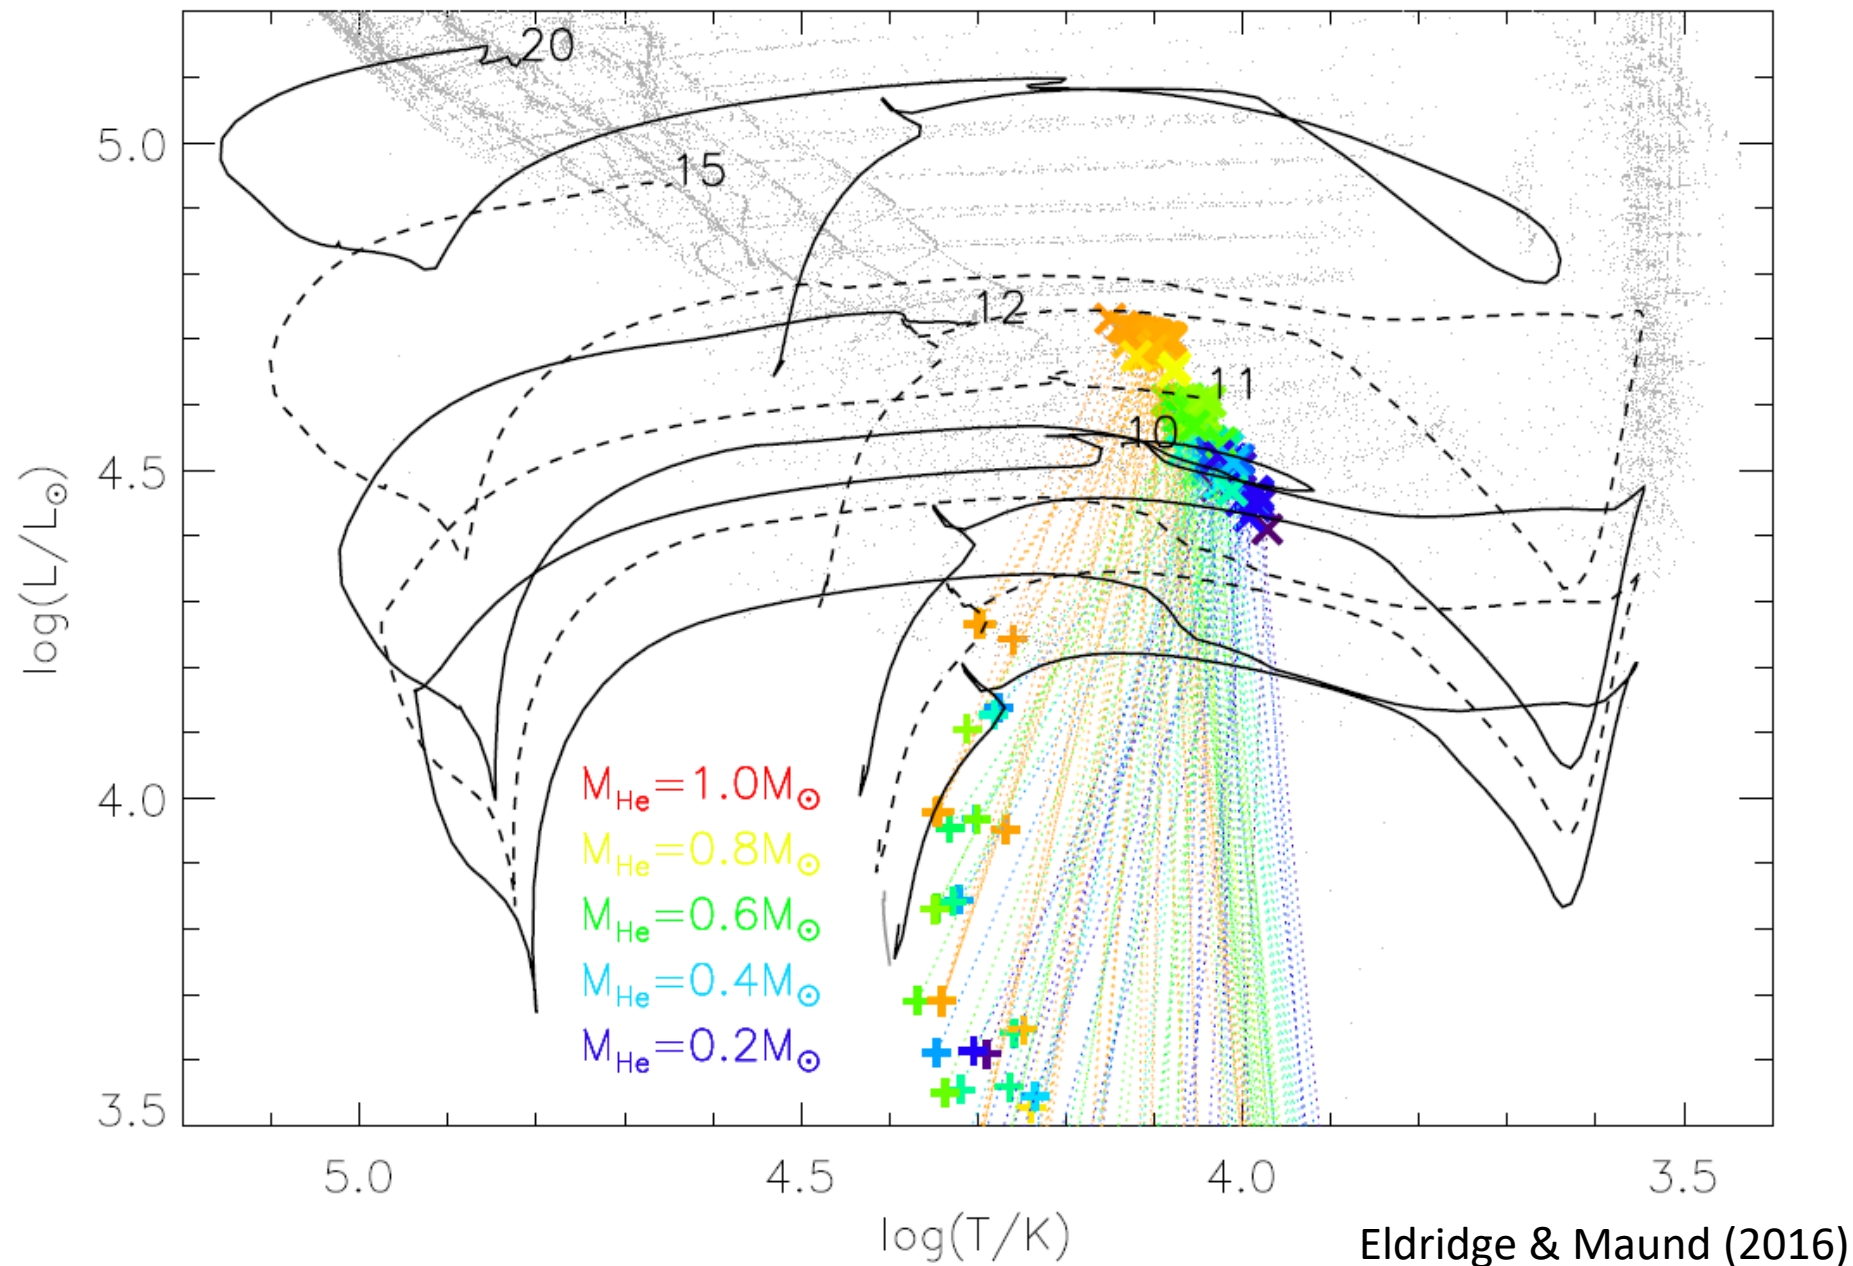 20
15
12
11
10
5.0
4.5
4.0
3.5
log(L/L⊙)
M_He=1.0M⊙
M_He=0.8M⊙
M_He=0.6M⊙
M_He=0.4M⊙
M_He=0.2M⊙
5.0 4.5 4.0 3.5
log(T/K)
Eldridge & Maund (2016)